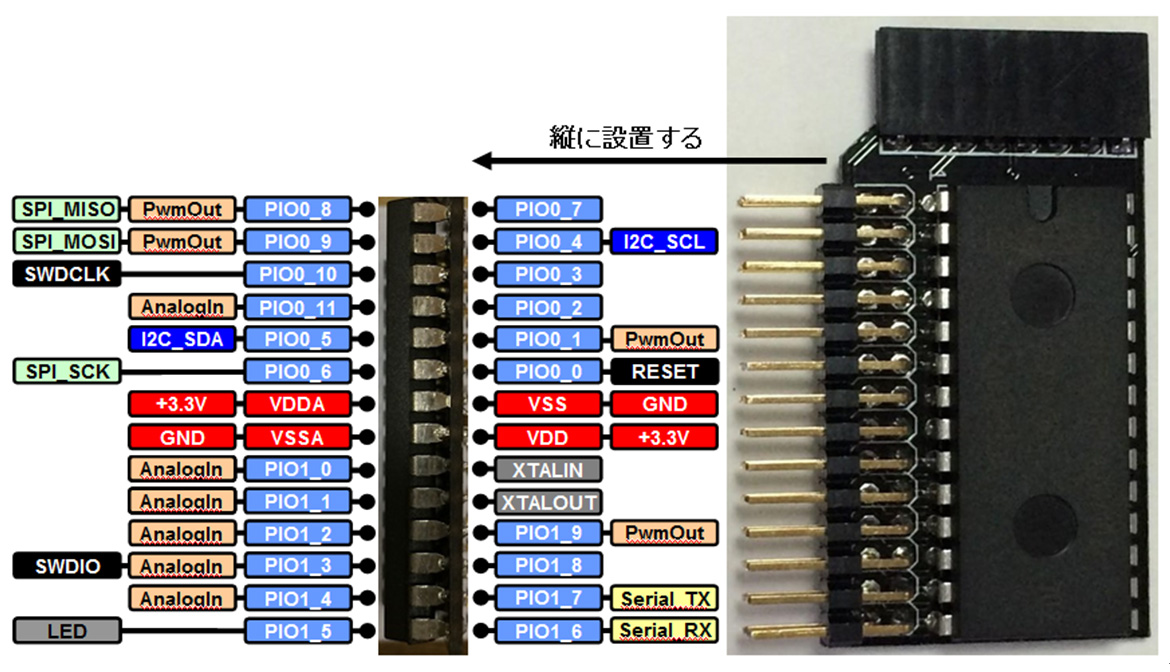 縦に設置する
SPI_MISO PwmOut PIO0_8 PIO0_7
SPI_MOSI PwmOut PIO0_9 PIO0_4 I2C_SCL
SWDCLK PIO0_10 PIO0_3
AnalogIn PIO0_11 PIO0_2
I2C_SDA PIO0_5 PIO0_1 PwmOut
SPI_SCK PIO0_6 PIO0_0 RESET
+3.3V VDDA VSS GND
GND VSSA VDD +3.3V
AnalogIn PIO1_0 XTALIN
AnalogIn PIO1_1 XTALOUT
AnalogIn PIO1_2 PIO1_9 PwmOut
SWDIO AnalogIn PIO1_3 PIO1_8
AnalogIn PIO1_4 PIO1_7 Serial_TX
LED PIO1_5 PIO1_6 Serial_RX